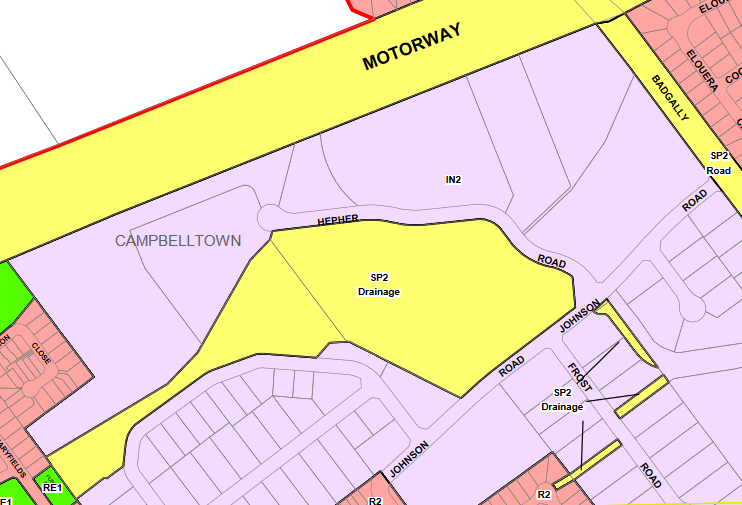 ELOUERA
MOTORWAY
BADGALLY
SP2
Road
IN2
ROAD
HEPHER
CAMPBELLTOWN
ROAD
SP2
Drainage
JOHNSON
CLOSE
ROAD
FROST
SP2
Drainage
JOHNSON
ROAD
RE1
R2
R2